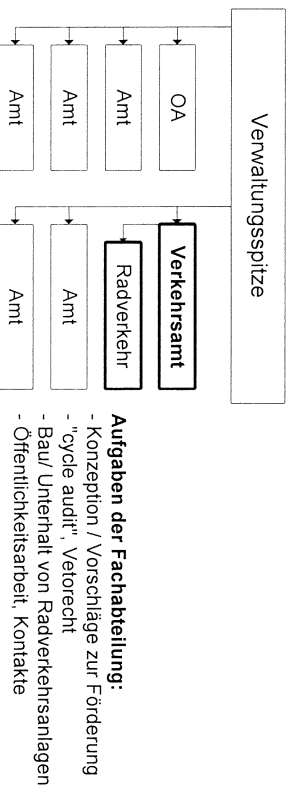 Verwaltungsspitze
OA
Amt
Amt
Amt
Verkehrsamt
Radverkehr
Amt
Amt
Aufgaben der Fachabteilung:
- Konzeption / Vorschläge zur Förderung
- "cycle audit", Vetorecht
- Bau/ Unterhalt von Radverkehrsanlagen
- Öffentlichkeitsarbeit, Kontakte